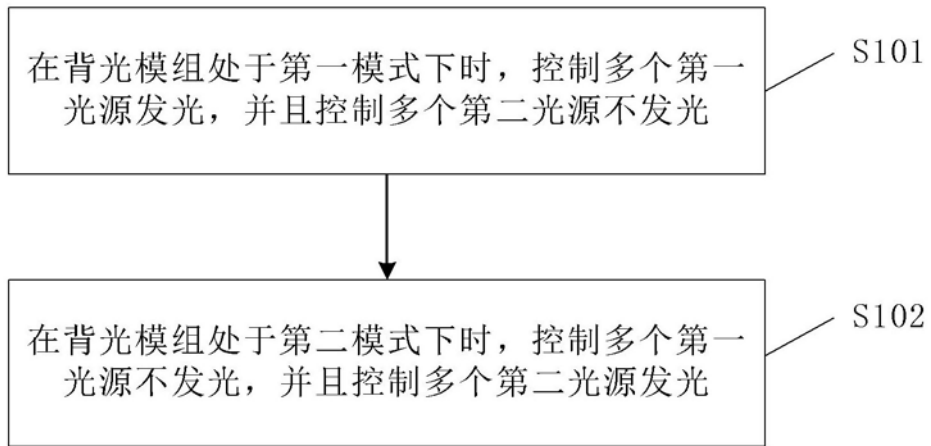 在背光模组处于第一模式下时，控制多个第一
光源发光，并且控制多个第二光源不发光
S101
在背光模组处于第二模式下时，控制多个第一
光源不发光，并且控制多个第二光源发光
S102